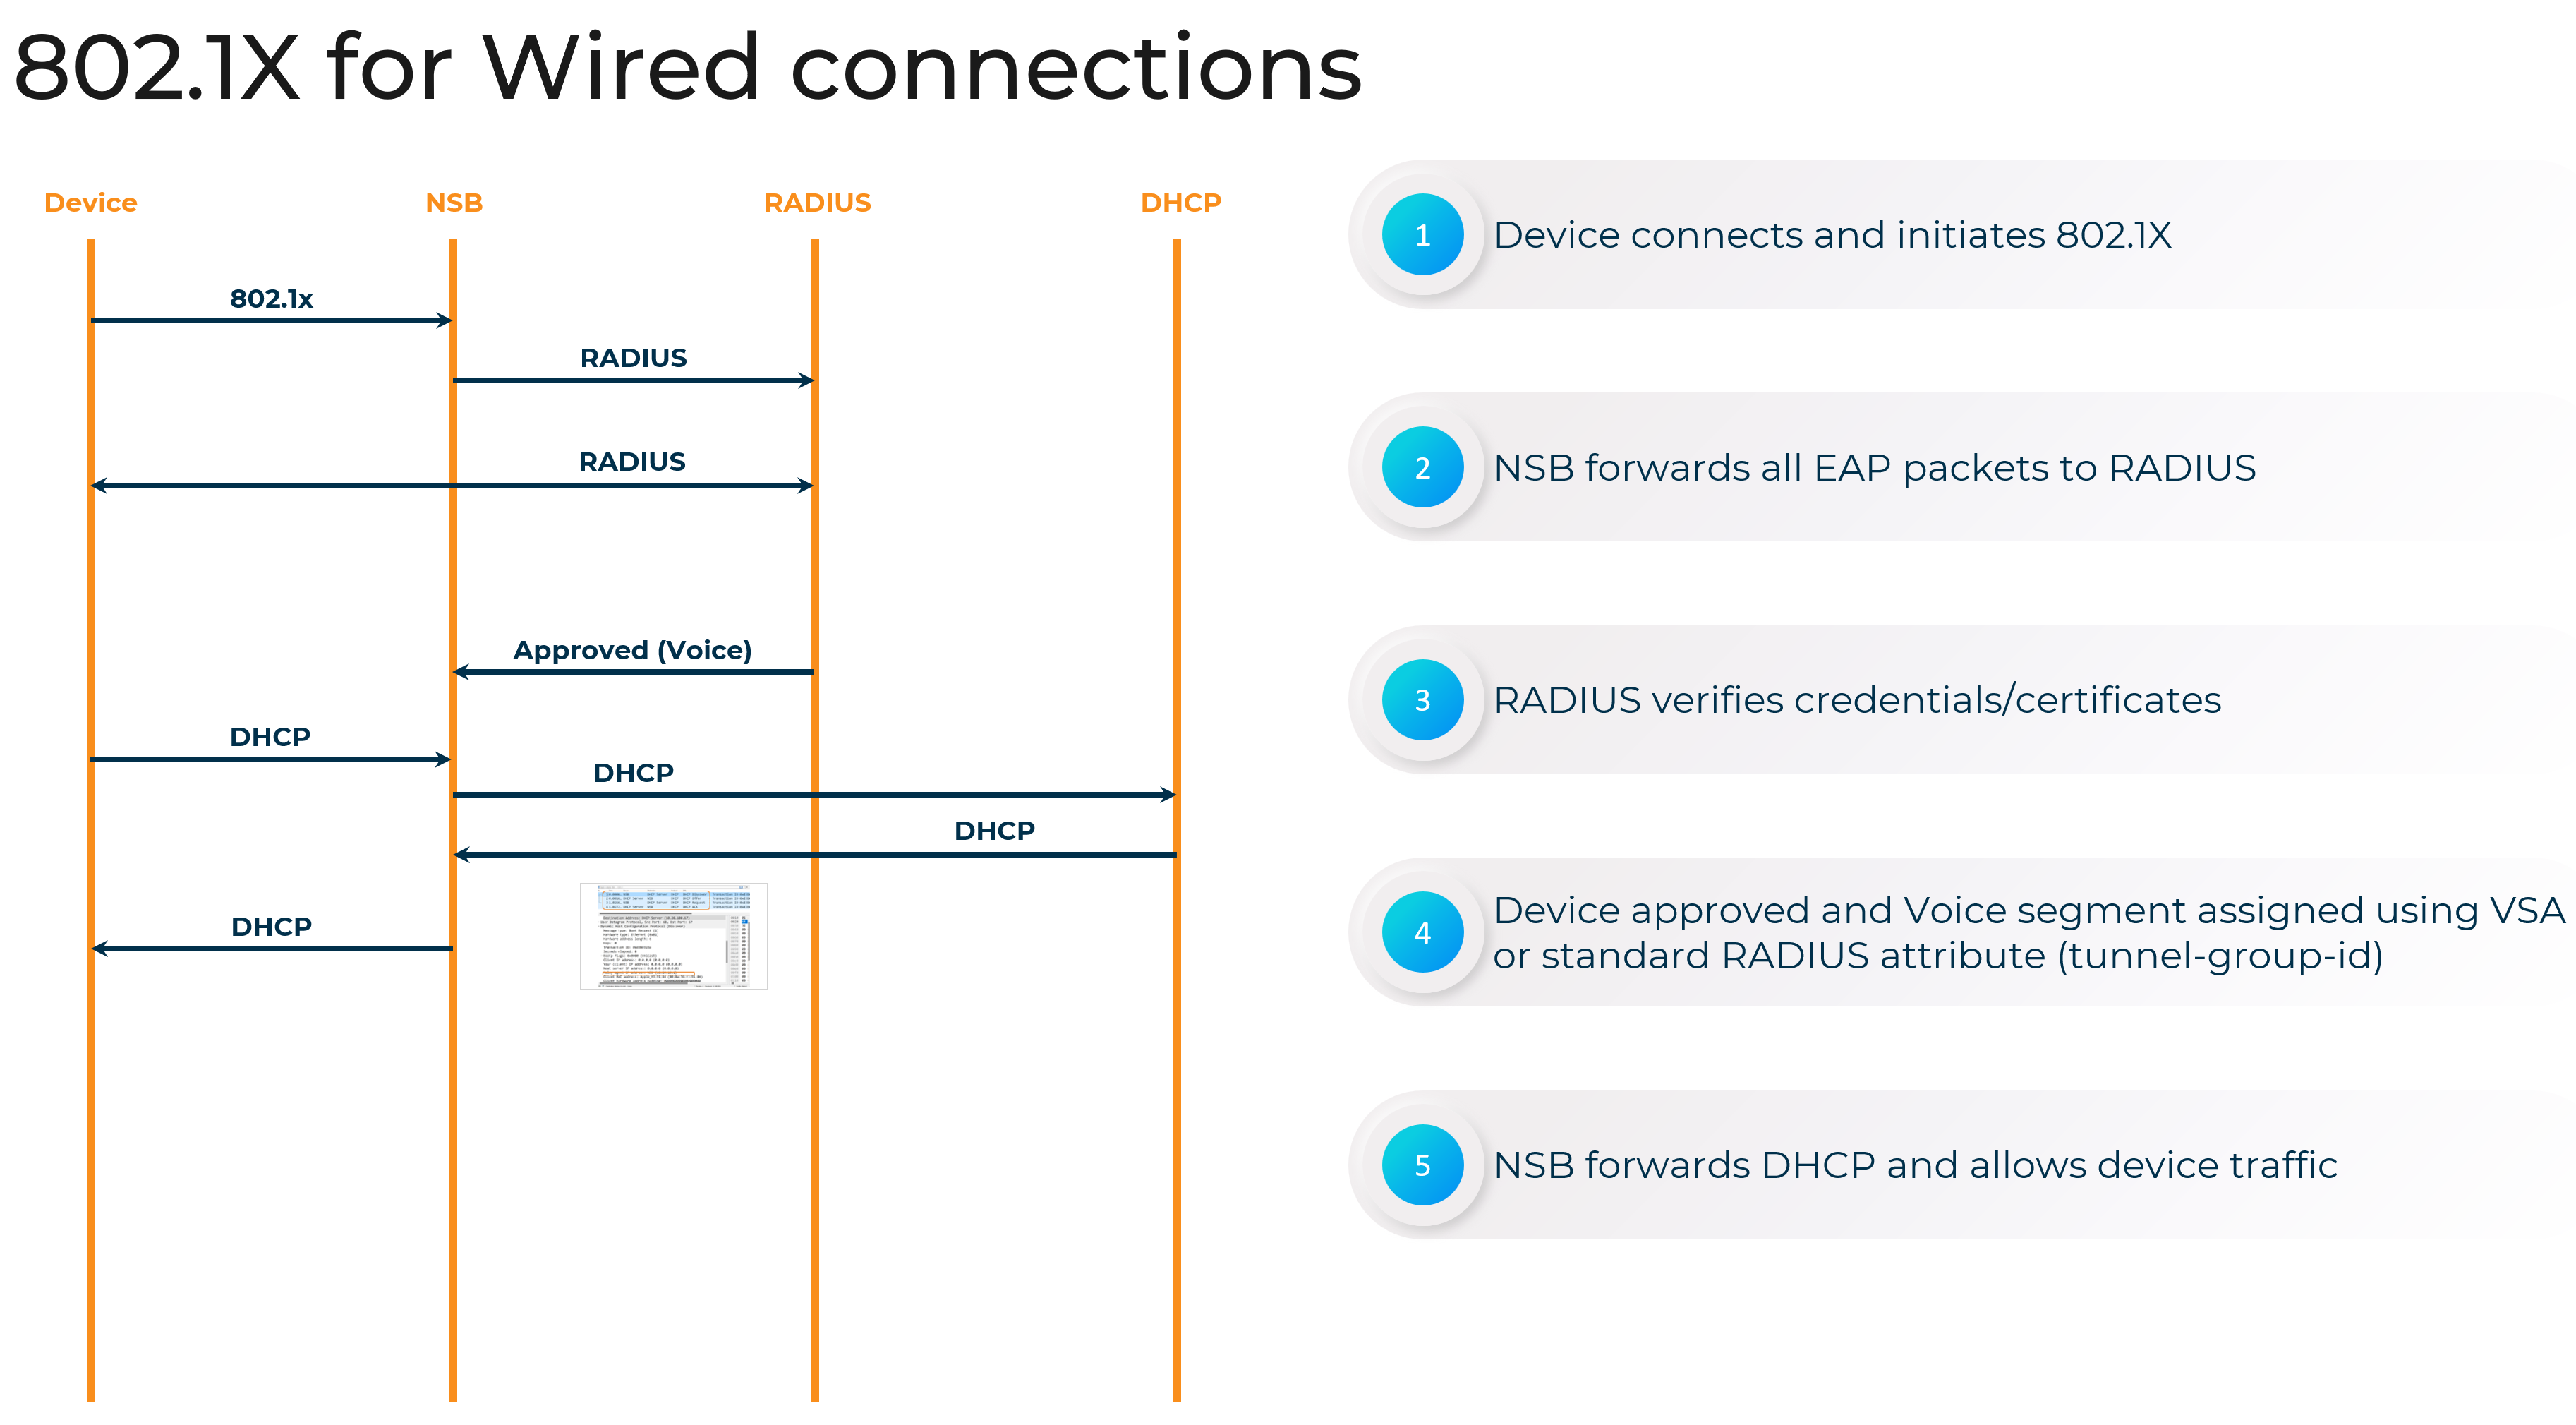 802.1X for Wired connections
Device
NSB
RADIUS
DHCP
802.1x
RADIUS
RADIUS
Approved (Voice)
DHCP
DHCP
DHCP
DHCP
1
Device connects and initiates 802.1X
2
NSB forwards all EAP packets to RADIUS
3
RADIUS verifies credentials/certificates
4
Device approved and Voice segment assigned using VSA
or standard RADIUS attribute (tunnel-group-id)
5
NSB forwards DHCP and allows device traffic